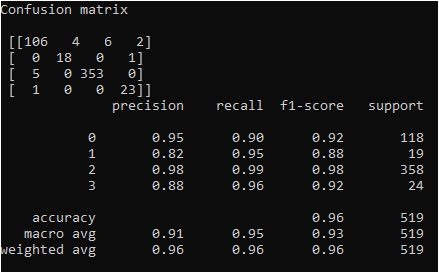 Confusion matrix
[[106 4 6 2]
[ 0 18 0 1]
[ 5 0 353 0]
[ 1 0 0 23]]
precision recall f1-score support
0 0.95 0.90 0.92 118
1 0.82 0.95 0.88 19
2 0.98 0.99 0.98 358
3 0.88 0.96 0.92 24
accuracy 0.96 519
macro avg 0.91 0.95 0.93 519
weighted avg 0.96 0.96 0.96 519